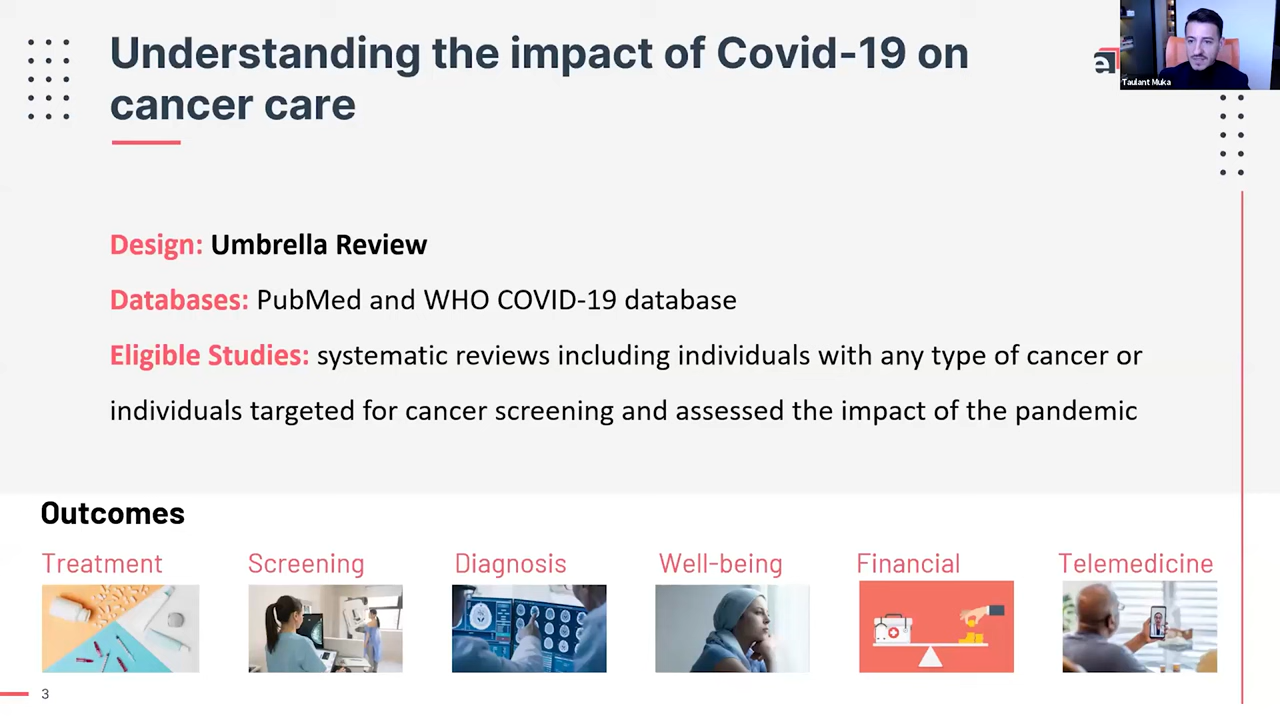 Understanding the impact of Covid-19 on
cancer care
Taulant Muka
Design: Umbrella Review
Databases: PubMed and WHO COVID-19 database
Eligible Studies: systematic reviews including individuals with any type of cancer or
individuals targeted for cancer screening and assessed the impact of the pandemic
Outcomes
Treatment Screening Diagnosis Well-being Financial Telemedicine
3